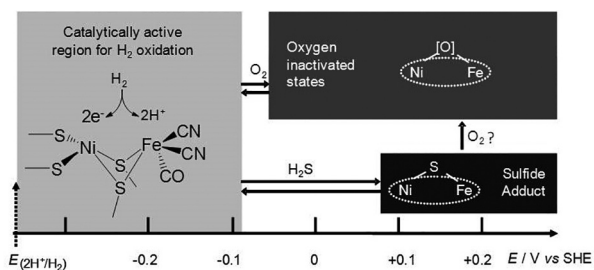 Catalytically active
region for H₂ oxidation
H₂
2e⁻ 2H⁺
S
Ni
S
S
S
Fe
CN
CN
CO
O₂
Oxygen
inactivated
states
[O]
Ni Fe
O₂ ?
H₂S
S
Ni Fe
Sulfide
Adduct
E(2H⁺/H₂) -0.2 -0.1 0 +0.1 +0.2 E / V vs SHE